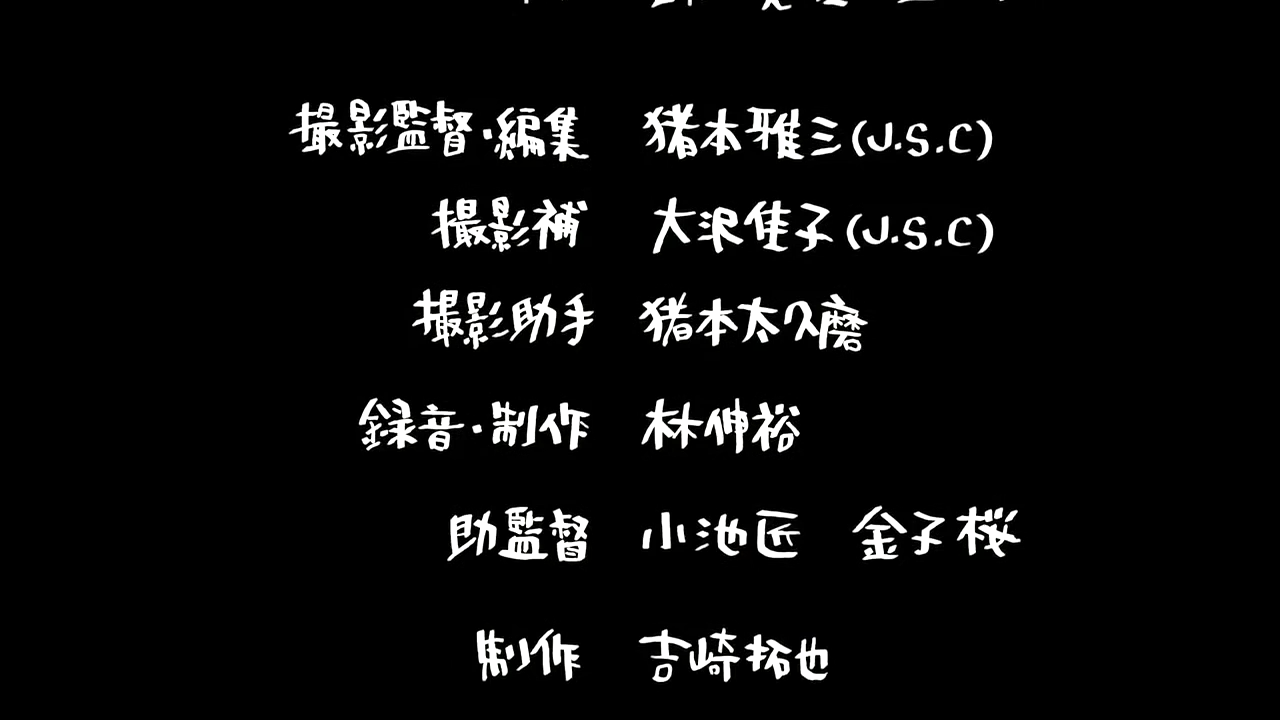 撮影監督・編集　猪本雅三(J.S.C)
撮影補　大沢佳子(J.S.C)
撮影助手　猪本太久磨
録音・制作　林伸裕
助監督　小池匠　金子桜
制作　吉崎拓也